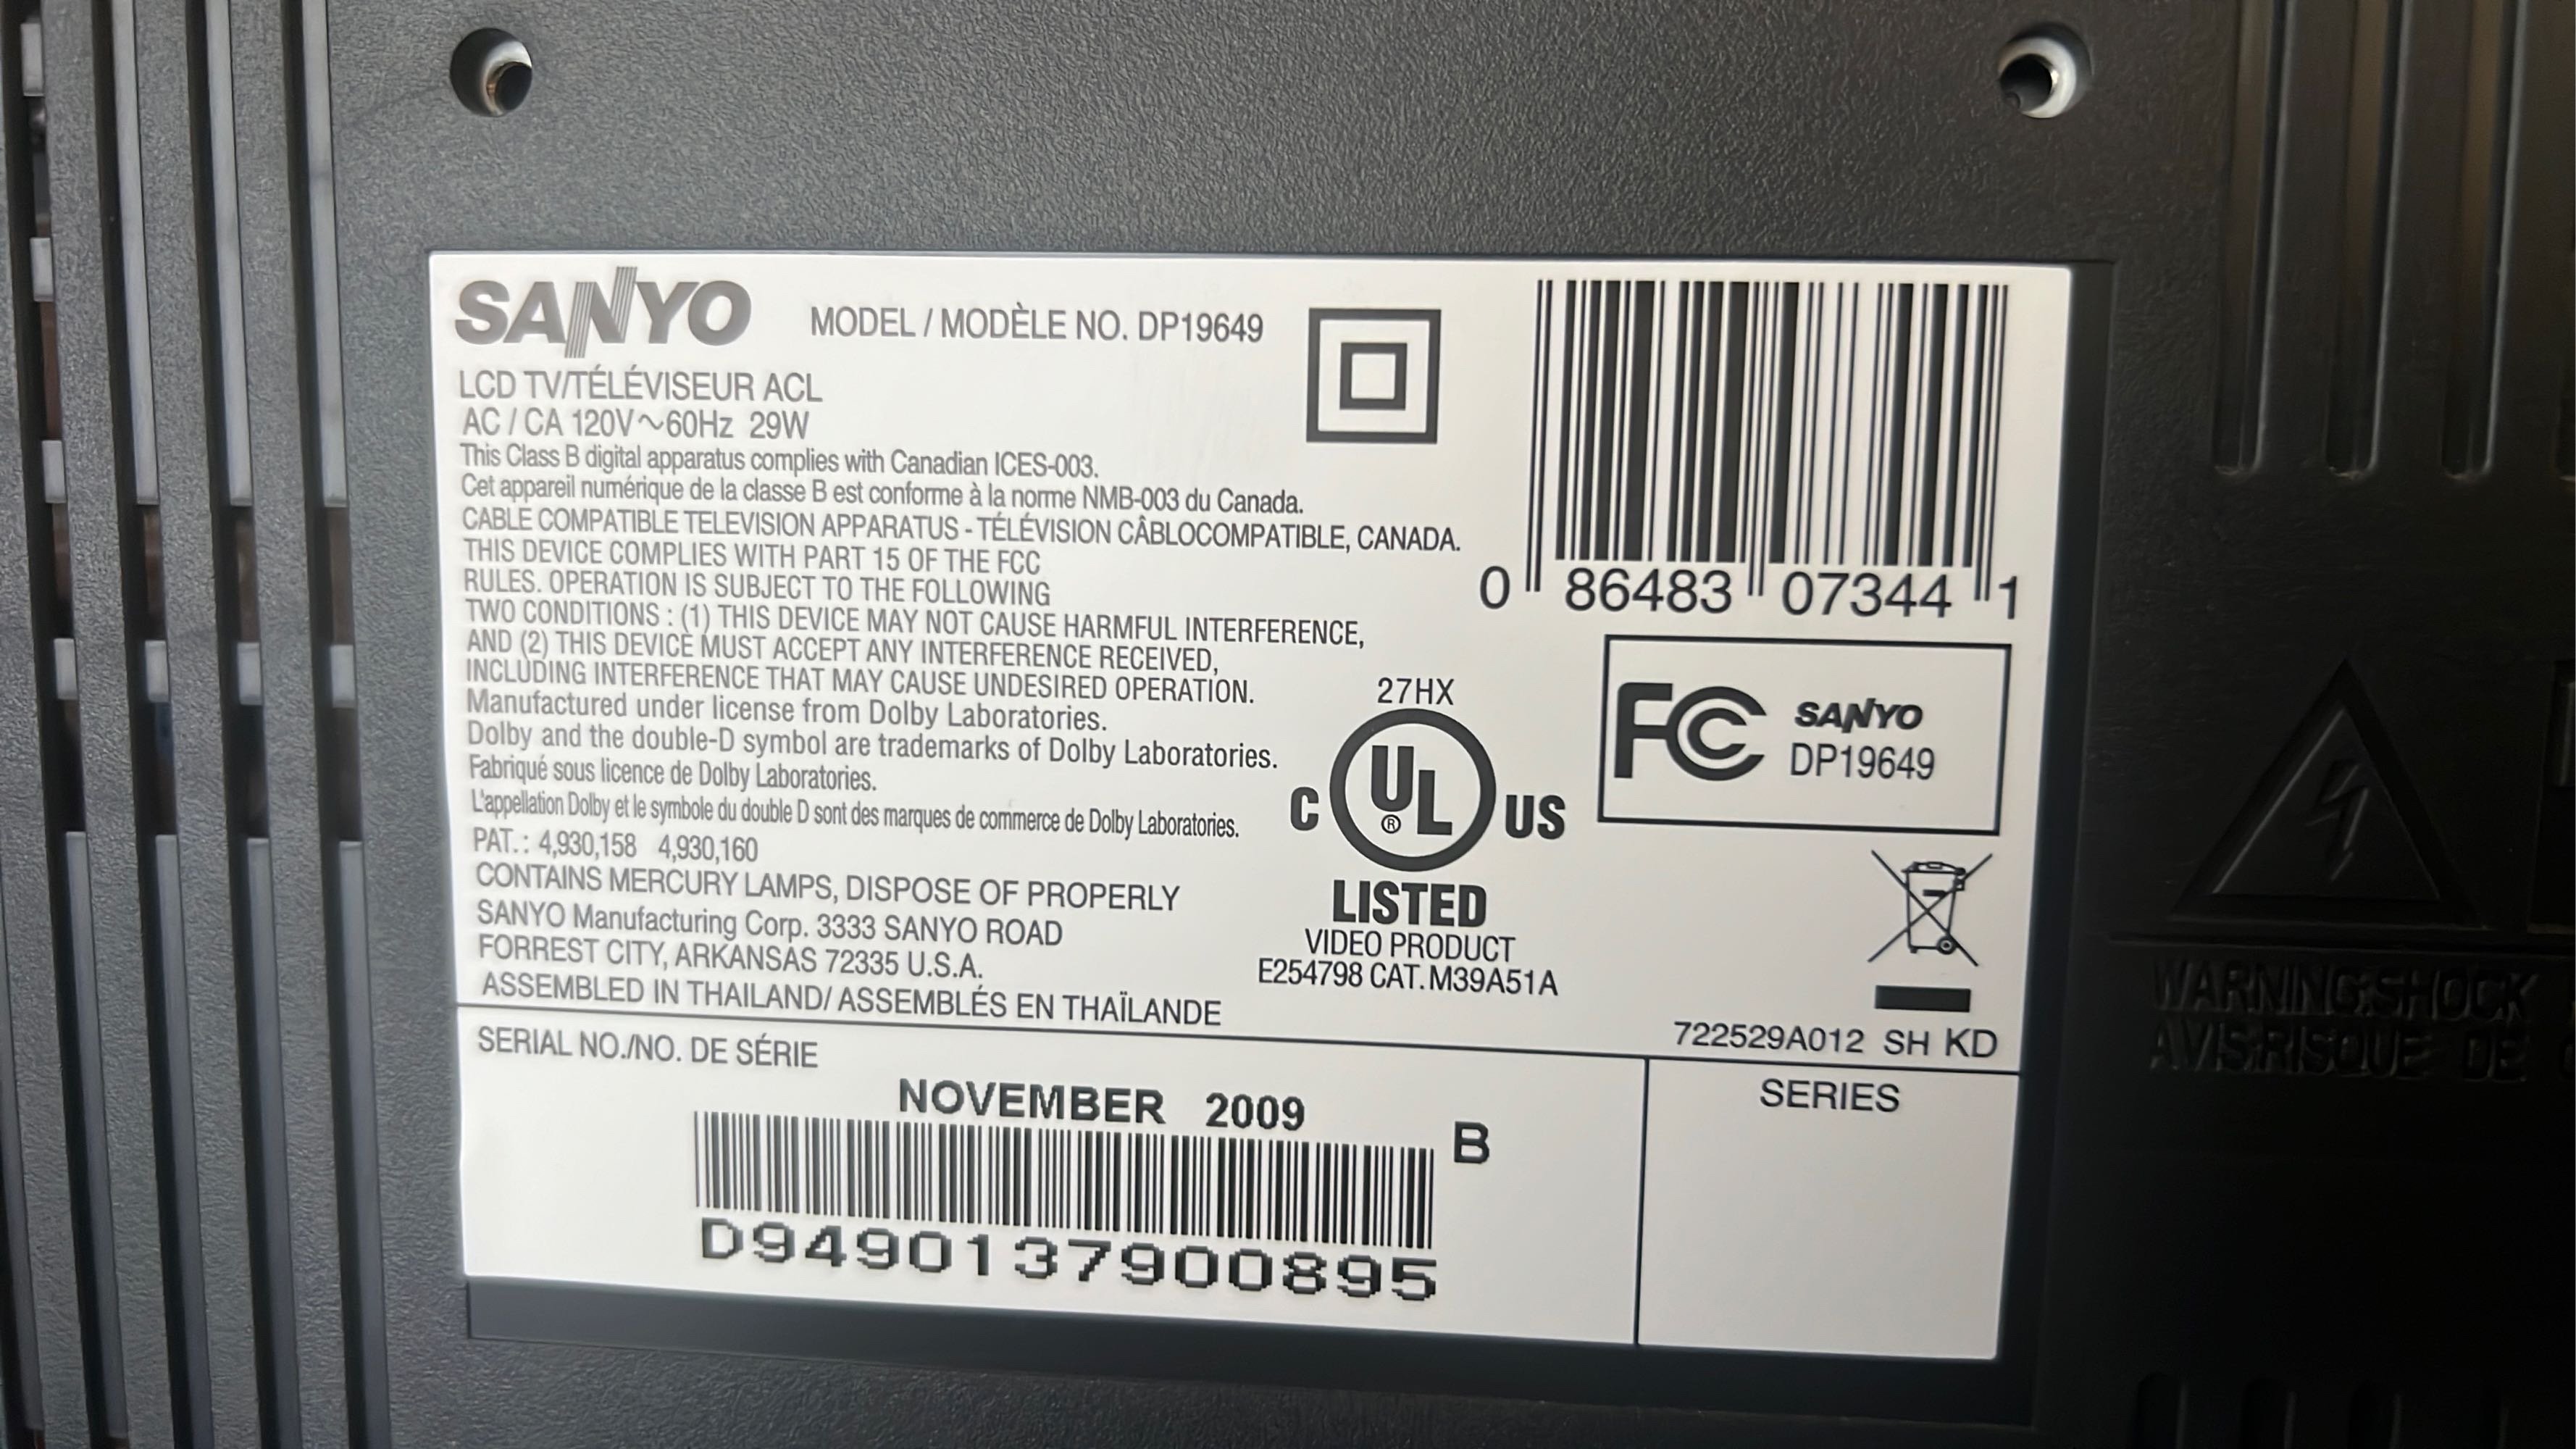 SANYO
MODEL / MODÈLE NO. DP19649
LCD TV/TÉLÉVISEUR ACL
AC / CA 120V～60Hz 29W
This Class B digital apparatus complies with Canadian ICES-003.
Cet appareil numérique de la classe B est conforme à la norme NMB-003 du Canada.
CABLE COMPATIBLE TELEVISION APPARATUS - TÉLÉVISION CÂBLOCOMPATIBLE, CANADA.
THIS DEVICE COMPLIES WITH PART 15 OF THE FCC
RULES. OPERATION IS SUBJECT TO THE FOLLOWING
TWO CONDITIONS : (1) THIS DEVICE MAY NOT CAUSE HARMFUL INTERFERENCE,
AND (2) THIS DEVICE MUST ACCEPT ANY INTERFERENCE RECEIVED,
INCLUDING INTERFERENCE THAT MAY CAUSE UNDESIRED OPERATION.
Manufactured under license from Dolby Laboratories.
Dolby and the double-D symbol are trademarks of Dolby Laboratories.
Fabriqué sous licence de Dolby Laboratories.
L'appellation Dolby et le symbole du double D sont des marques de commerce de Dolby Laboratories.
PAT.: 4,930,158 4,930,160
CONTAINS MERCURY LAMPS, DISPOSE OF PROPERLY
SANYO Manufacturing Corp. 3333 SANYO ROAD
FORREST CITY, ARKANSAS 72335 U.S.A.
ASSEMBLED IN THAILAND/ ASSEMBLÉS EN THAÏLANDE
0 86483 07344 1
27HX
C UL® US
LISTED
VIDEO PRODUCT
E254798 CAT.M39A51A
FC SANYO
DP19649
722529A012 SH KD
SERIAL NO./NO. DE SÉRIE
NOVEMBER 2009
B
D9490137900895
SERIES
WARNING:SHOCK
AVIS:RISQUE DE